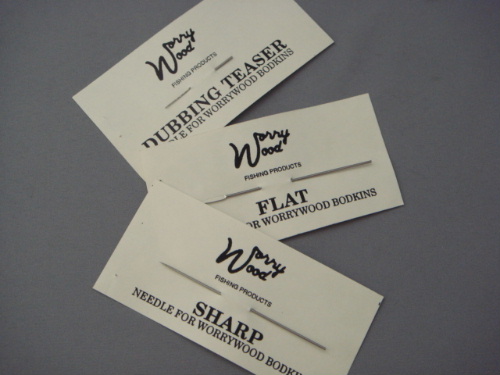 Worry
Wood
FISHING PRODUCTS
DUBBING TEASER
FOR WORRYWOOD BODKINS
Worry
Wood
FISHING PRODUCTS
FLAT
FOR WORRYWOOD BODKINS
Worry
Wood
FISHING PRODUCTS
SHARP
NEEDLE FOR WORRYWOOD BODKINS